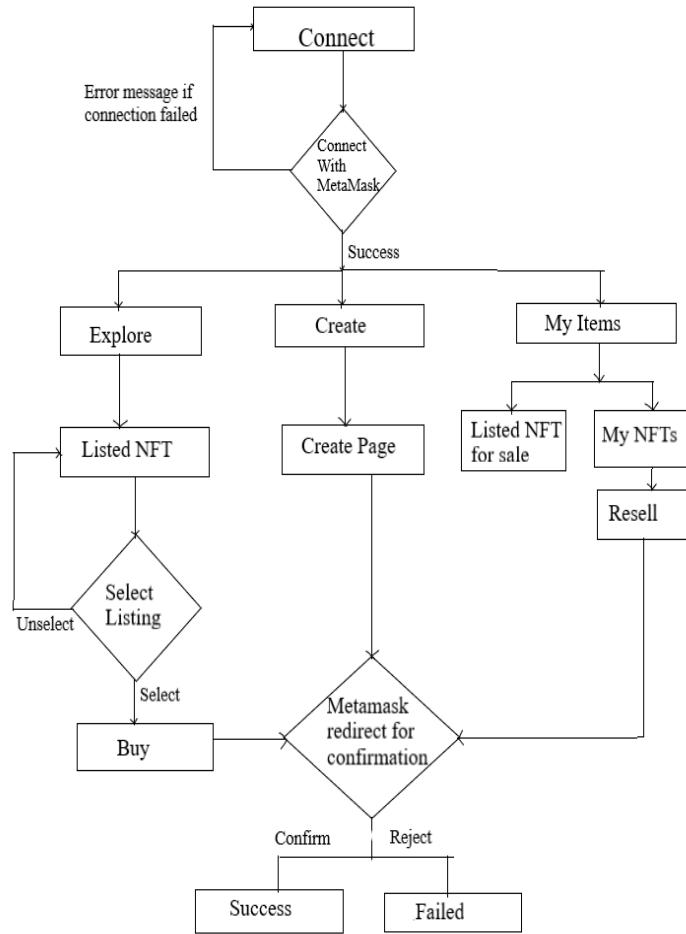 Connect
Error message if
connection failed
Connect
With
MetaMask
Success
Explore
Create
My Items
Listed NFT
Create Page
Listed NFT
for sale
My NFTs
Resell
Select
Listing
Unselect
Select
Buy
Metamask
redirect for
confirmation
Confirm
Reject
Success
Failed